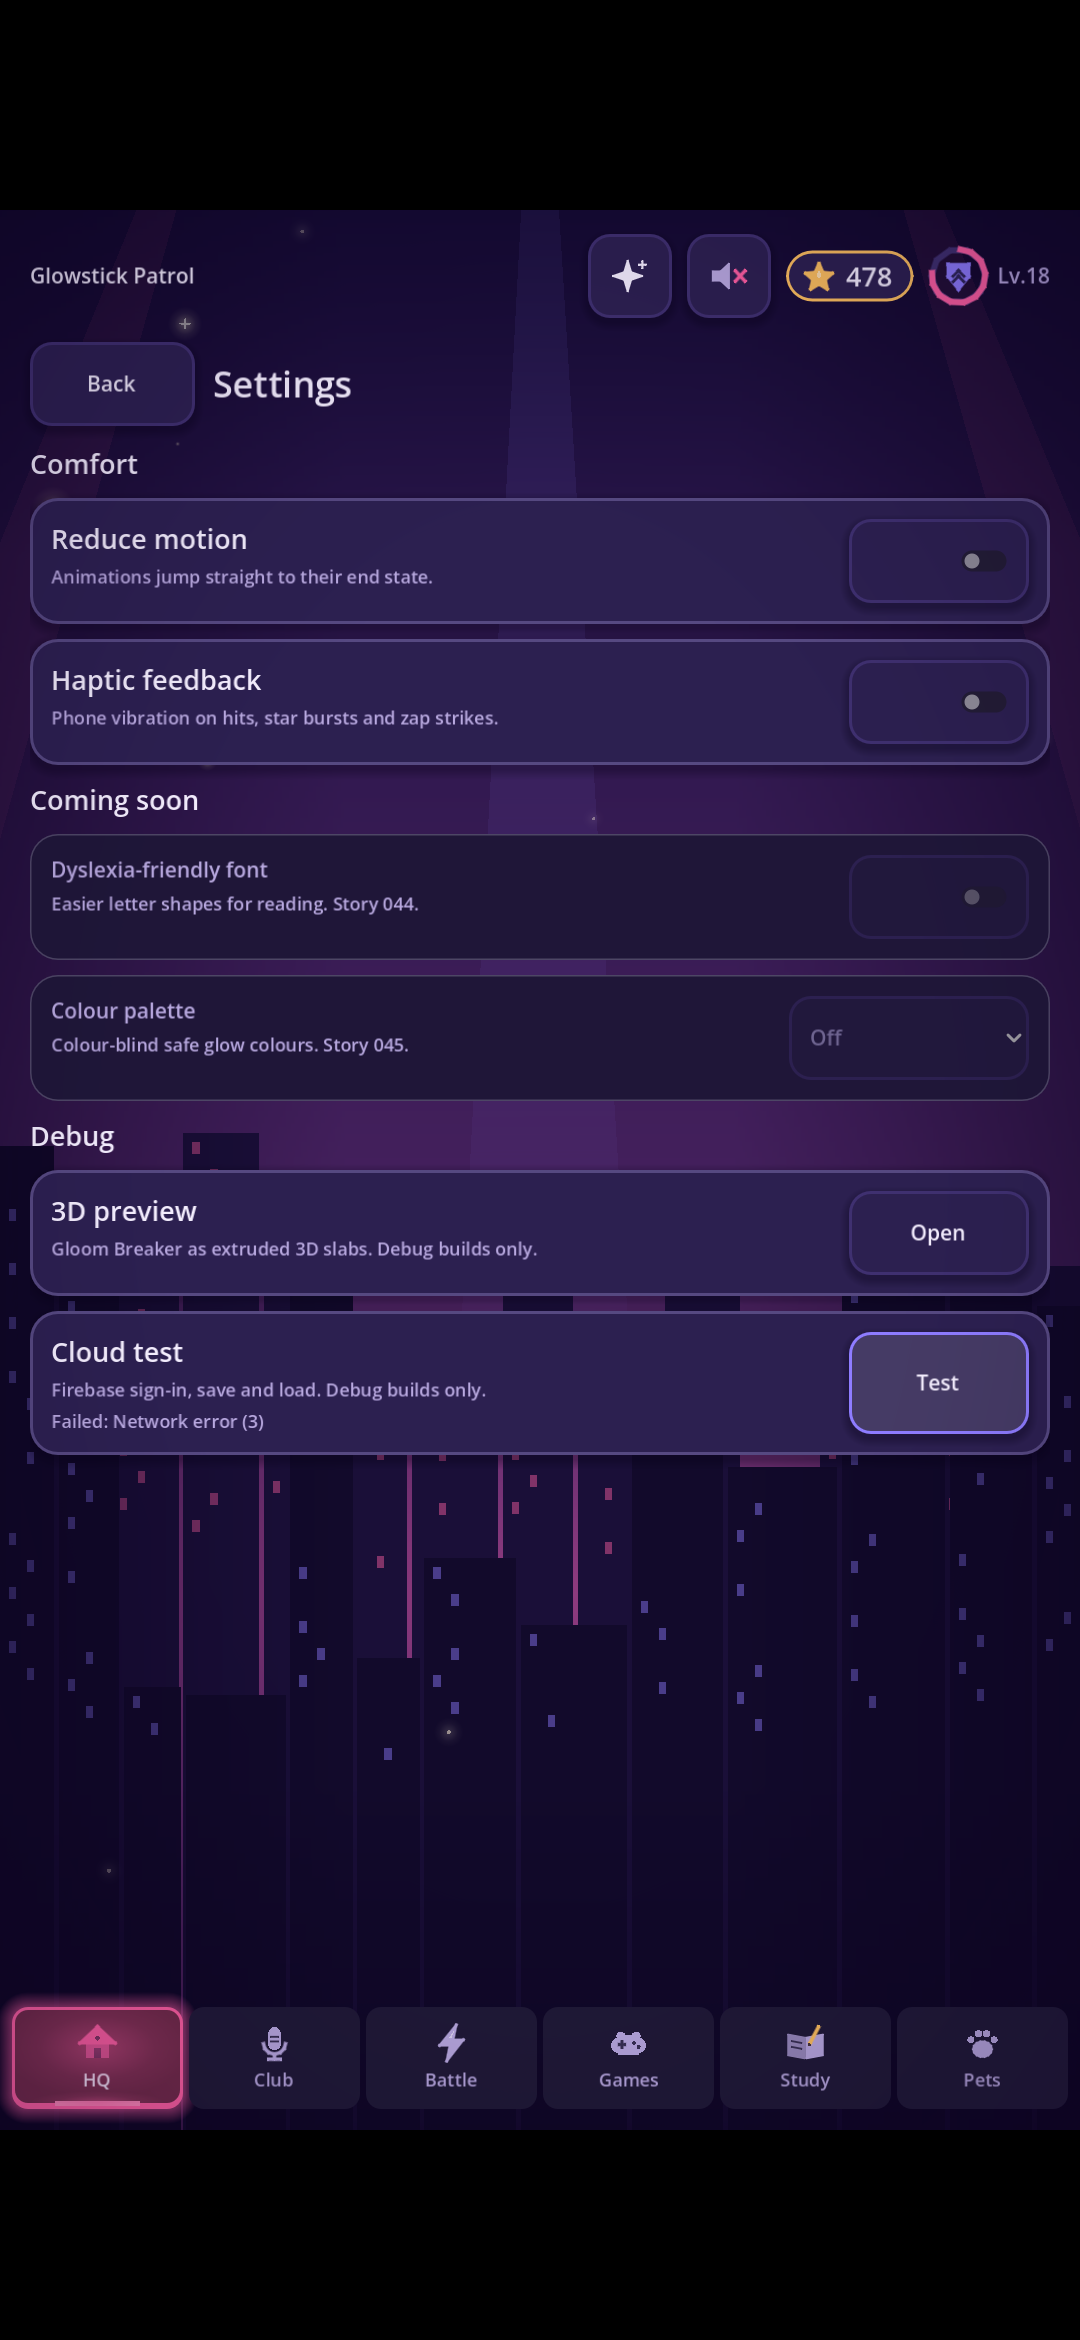 Glowstick Patrol
478
Lv.18
Back
Settings
Comfort
Reduce motion
Animations jump straight to their end state.
Haptic feedback
Phone vibration on hits, star bursts and zap strikes.
Coming soon
Dyslexia-friendly font
Easier letter shapes for reading. Story 044.
Colour palette
Colour-blind safe glow colours. Story 045.
Off
Debug
3D preview
Gloom Breaker as extruded 3D slabs. Debug builds only.
Open
Cloud test
Firebase sign-in, save and load. Debug builds only.
Failed: Network error (3)
Test
HQ
Club
Battle
Games
Study
Pets